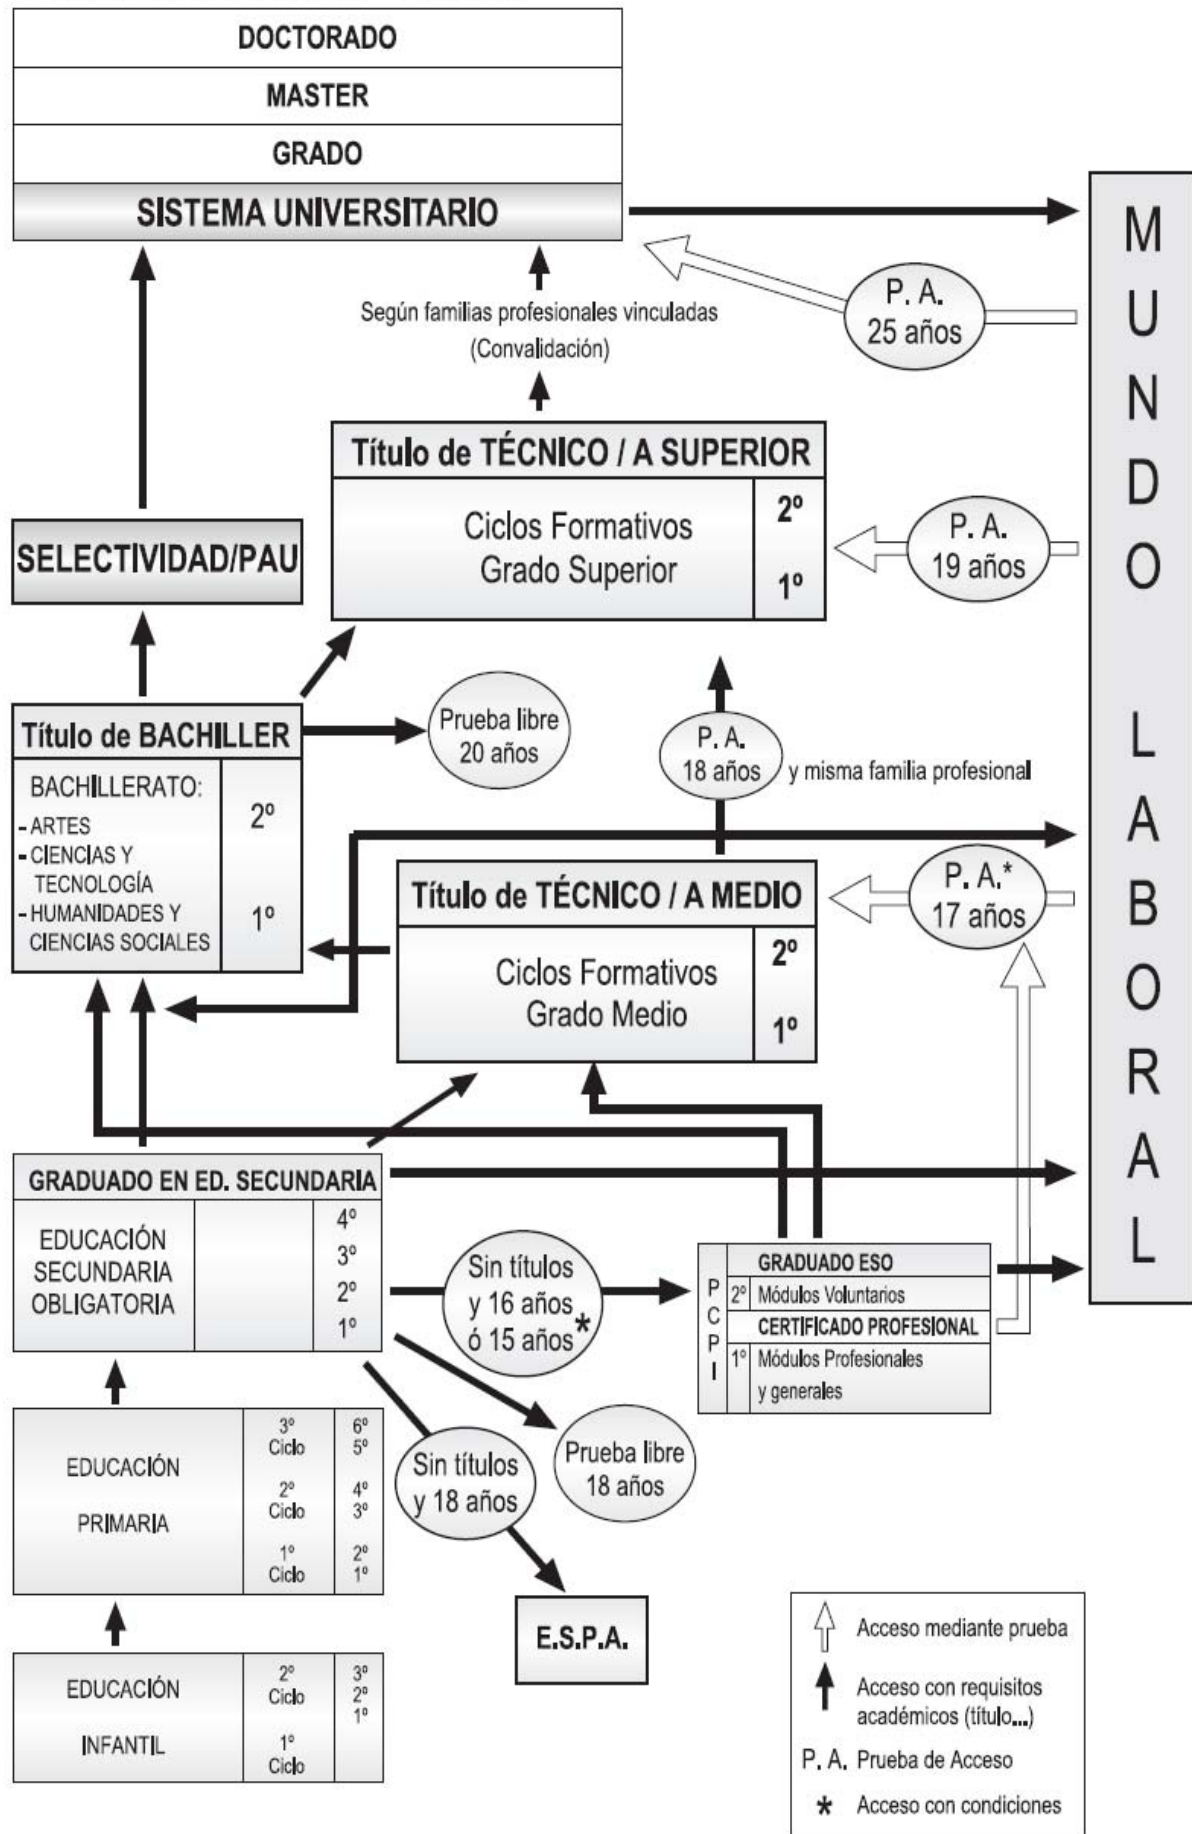 DOCTORADO
MASTER
GRADO
SISTEMA UNIVERSITARIO
P. A.
25 años
Según familias profesionales vinculadas
(Convalidación)
Título de TÉCNICO / A SUPERIOR
Ciclos Formativos
Grado Superior
2º
1º
P. A.
19 años
SELECTIVIDAD/PAU
Título de BACHILLER
BACHILLERATO:
- ARTES
- CIENCIAS Y
TECNOLOGÍA
- HUMANIDADES Y
CIENCIAS SOCIALES
2º
1º
Prueba libre
20 años
P. A.
18 años
y misma familia profesional
Título de TÉCNICO / A MEDIO
Ciclos Formativos
Grado Medio
2º
1º
P. A.*
17 años
MUNDO LABORAL
GRADUADO EN ED. SECUNDARIA
EDUCACIÓN
SECUNDARIA
OBLIGATORIA
4º
3º
2º
1º
Sin títulos
y 16 años
ó 15 años *
PCPI
GRADUADO ESO
2º Módulos Voluntarios
CERTIFICADO PROFESIONAL
1º Módulos Profesionales
y generales
Sin títulos
y 18 años
Prueba libre
18 años
E.S.P.A.
EDUCACIÓN
PRIMARIA
3º
Ciclo
6º
5º
2º
Ciclo
4º
3º
1º
Ciclo
2º
1º
EDUCACIÓN
INFANTIL
2º
Ciclo
3º
2º
1º
1º
Ciclo
Acceso mediante prueba
Acceso con requisitos
académicos (título...)
P. A. Prueba de Acceso
* Acceso con condiciones